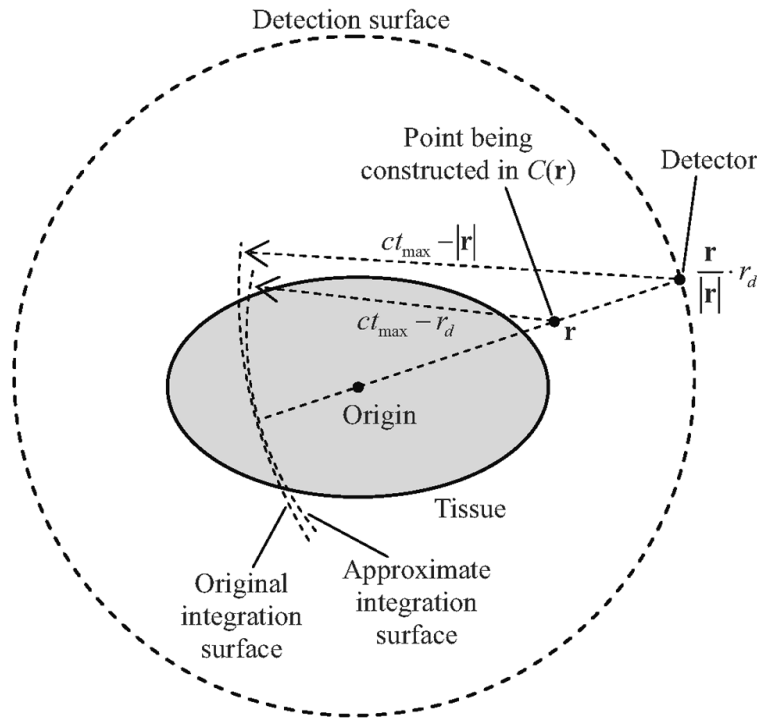 Detection surface
Point being
constructed in C(r)
Detector
ct_max − |r|
r/|r| · r_d
ct_max − r_d
r
Origin
Tissue
Original
integration
surface
Approximate
integration
surface